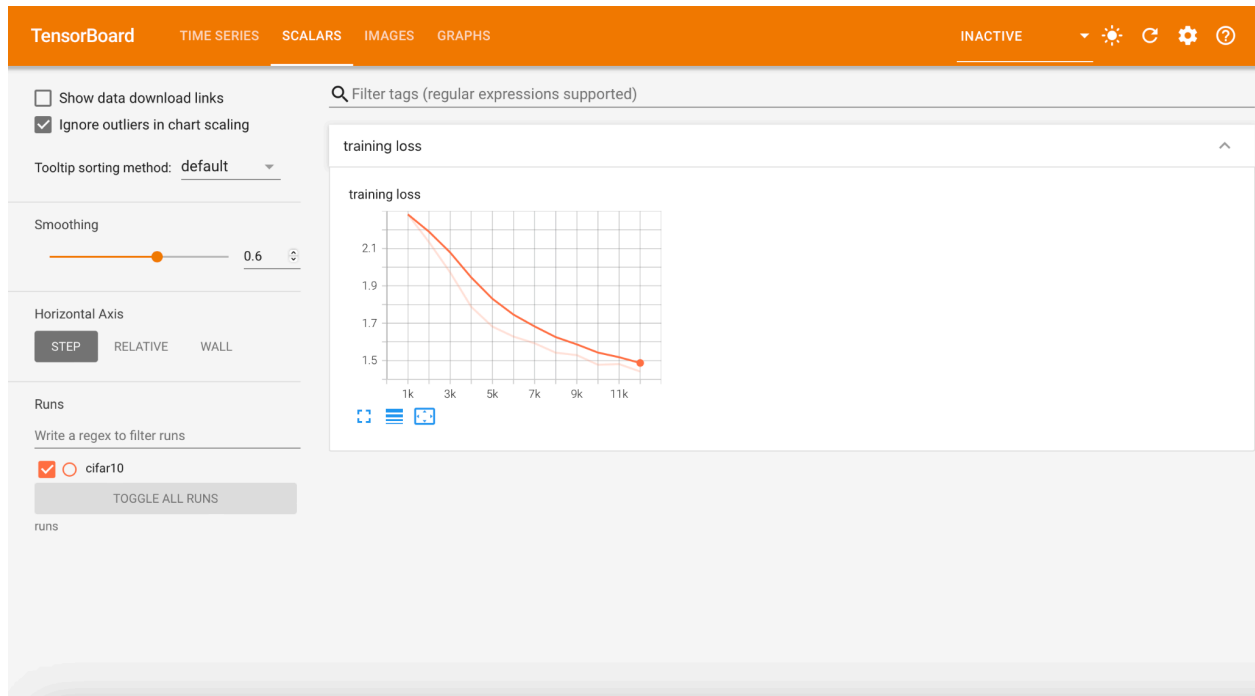 TensorBoard TIME SERIES SCALARS IMAGES GRAPHS INACTIVE
Show data download links
Ignore outliers in chart scaling
Tooltip sorting method: default
Smoothing
0.6
Horizontal Axis
STEP RELATIVE WALL
Runs
Write a regex to filter runs
cifar10
TOGGLE ALL RUNS
runs
Filter tags (regular expressions supported)
training loss
training loss
2.1
1.9
1.7
1.5
1k 3k 5k 7k 9k 11k